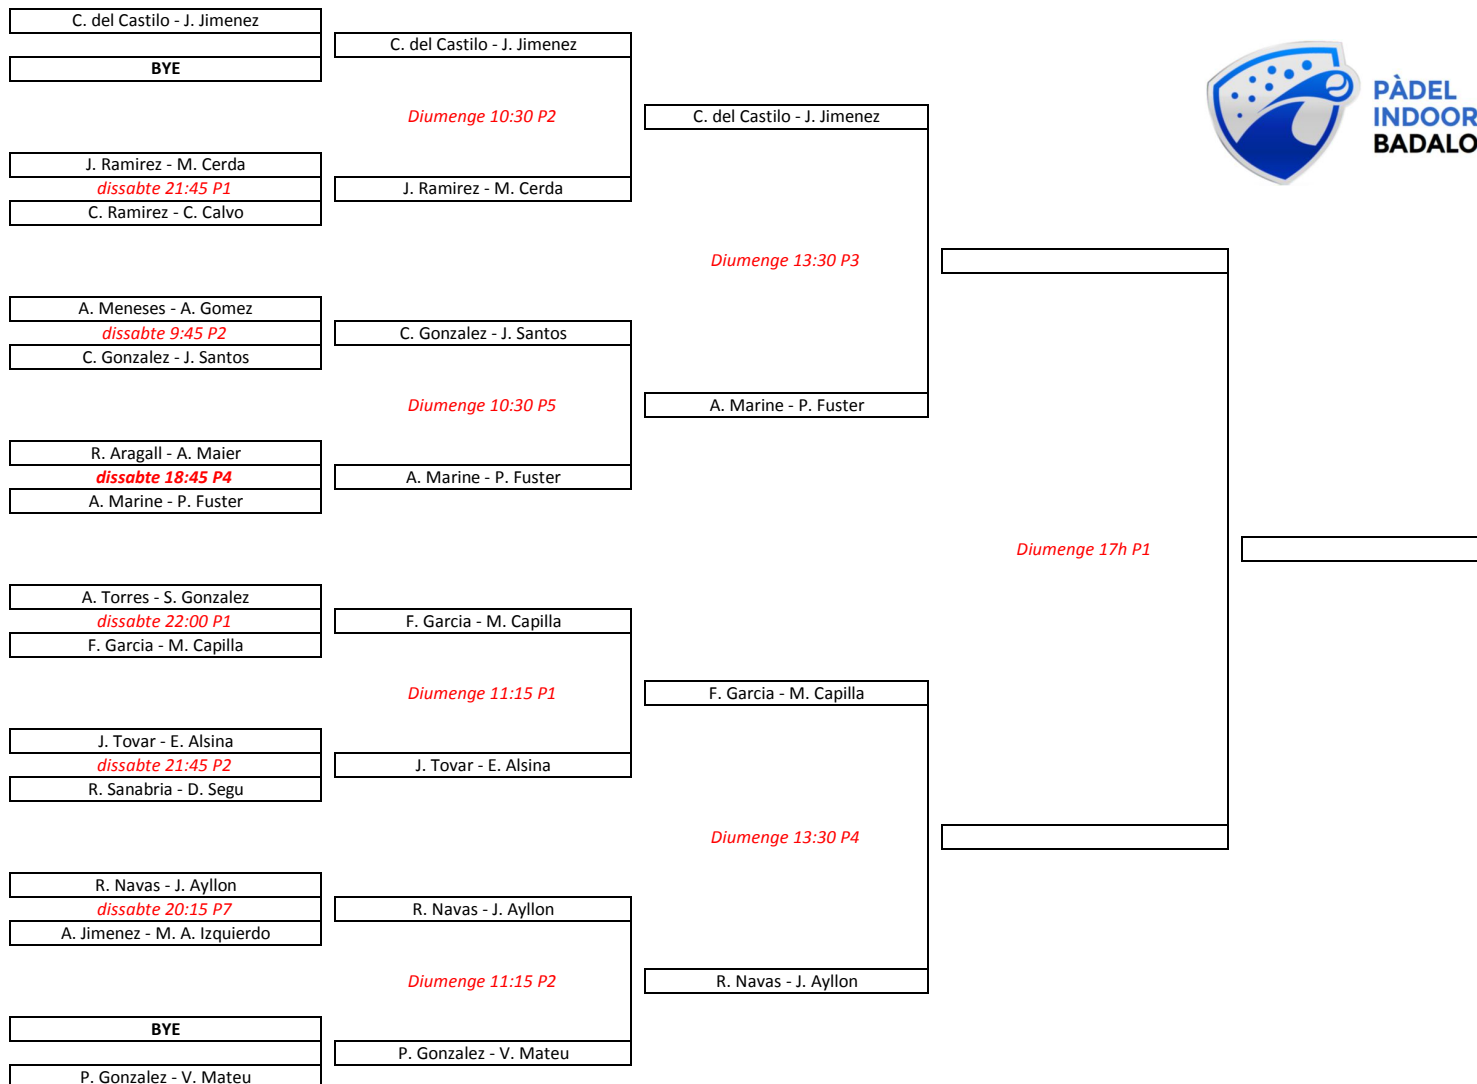 C. del Castilo - J. Jimenez
BYE
J. Ramirez - M. Cerda
dissabte 21:45 P1
C. Ramirez - C. Calvo
A. Meneses - A. Gomez
dissabte 9:45 P2
C. Gonzalez - J. Santos
R. Aragall - A. Maier
dissabte 18:45 P4
A. Marine - P. Fuster
A. Torres - S. Gonzalez
dissabte 22:00 P1
F. Garcia - M. Capilla
J. Tovar - E. Alsina
dissabte 21:45 P2
R. Sanabria - D. Segu
R. Navas - J. Ayllon
dissabte 20:15 P7
A. Jimenez - M. A. Izquierdo
BYE
P. Gonzalez - V. Mateu
C. del Castilo - J. Jimenez
Diumenge 10:30 P2
J. Ramirez - M. Cerda
C. Gonzalez - J. Santos
Diumenge 10:30 P5
A. Marine - P. Fuster
F. Garcia - M. Capilla
Diumenge 11:15 P1
J. Tovar - E. Alsina
R. Navas - J. Ayllon
Diumenge 11:15 P2
P. Gonzalez - V. Mateu
C. del Castilo - J. Jimenez
Diumenge 13:30 P3
A. Marine - P. Fuster
F. Garcia - M. Capilla
Diumenge 13:30 P4
R. Navas - J. Ayllon
Diumenge 17h P1
PÀDEL
INDOOR
BADALO